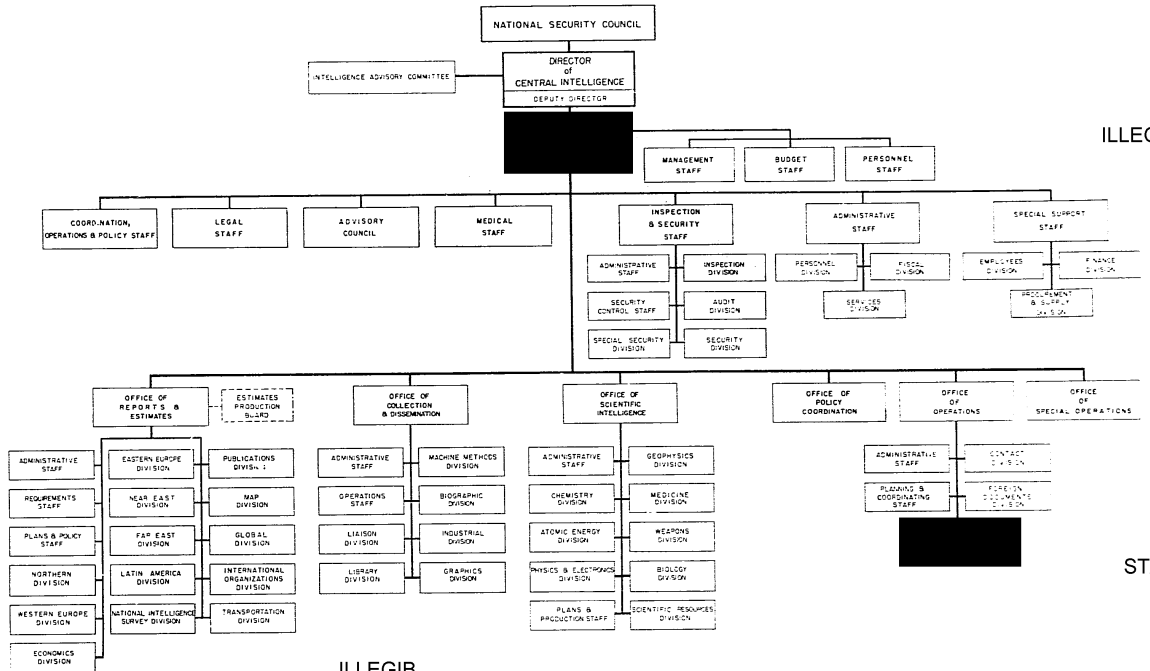 NATIONAL SECURITY COUNCIL
DIRECTOR
of
CENTRAL INTELLIGENCE
DEPUTY DIRECTOR
INTELLIGENCE ADVISORY COMMITTEE
ILLEG
MANAGEMENT
STAFF
BUDGET
STAFF
PERSONNEL
STAFF
COORDINATION,
OPERATIONS & POLICY STAFF
LEGAL
STAFF
ADVISORY
COUNCIL
MEDICAL
STAFF
INSPECTION
& SECURITY
STAFF
ADMINISTRATIVE
STAFF
SPECIAL SUPPORT
STAFF
ADMINISTRATIVE
STAFF
INSPECTION
DIVISION
SECURITY
CONTROL STAFF
AUDIT
DIVISION
SPECIAL SECURITY
DIVISION
SECURITY
DIVISION
PERSONNEL
DIVISION
FISCAL
DIVISION
SERVICES
DIVISION
EMPLOYEES
DIVISION
FINANCE
DIVISION
PROCUREMENT
& SUPPLY
DIVISION
OFFICE OF
REPORTS &
ESTIMATES
ESTIMATES
PRODUCTION
BOARD
OFFICE OF
COLLECTION
& DISSEMINATION
OFFICE OF
SCIENTIFIC
INTELLIGENCE
OFFICE OF
POLICY
COORDINATION
OFFICE
OF
OPERATIONS
OFFICE
OF
SPECIAL OPERATIONS
ADMINISTRATIVE
STAFF
EASTERN EUROPE
DIVISION
PUBLICATIONS
DIVISION
REQUIREMENTS
STAFF
NEAR EAST
DIVISION
MAP
DIVISION
PLANS & POLICY
STAFF
FAR EAST
DIVISION
GLOBAL
DIVISION
NORTHERN
DIVISION
LATIN AMERICA
DIVISION
INTERNATIONAL
ORGANIZATIONS
DIVISION
WESTERN EUROPE
DIVISION
NATIONAL INTELLIGENCE
SURVEY DIVISION
TRANSPORTATION
DIVISION
ECONOMICS
DIVISION
ADMINISTRATIVE
STAFF
MACHINE METHODS
DIVISION
OPERATIONS
STAFF
BIOGRAPHIC
DIVISION
LIAISON
DIVISION
INDUSTRIAL
DIVISION
LIBRARY
DIVISION
GRAPHICS
DIVISION
ADMINISTRATIVE
STAFF
GEOPHYSICS
DIVISION
CHEMISTRY
DIVISION
MEDICINE
DIVISION
ATOMIC ENERGY
DIVISION
WEAPONS
DIVISION
PHYSICS & ELECTRONICS
DIVISION
BIOLOGY
DIVISION
PLANS &
PRODUCTION STAFF
SCIENTIFIC RESOURCES
DIVISION
ADMINISTRATIVE
STAFF
CONTACT
DIVISION
PLANNING &
COORDINATING
STAFF
FOREIGN
DOCUMENTS
DIVISION
ST
ILLEGIB